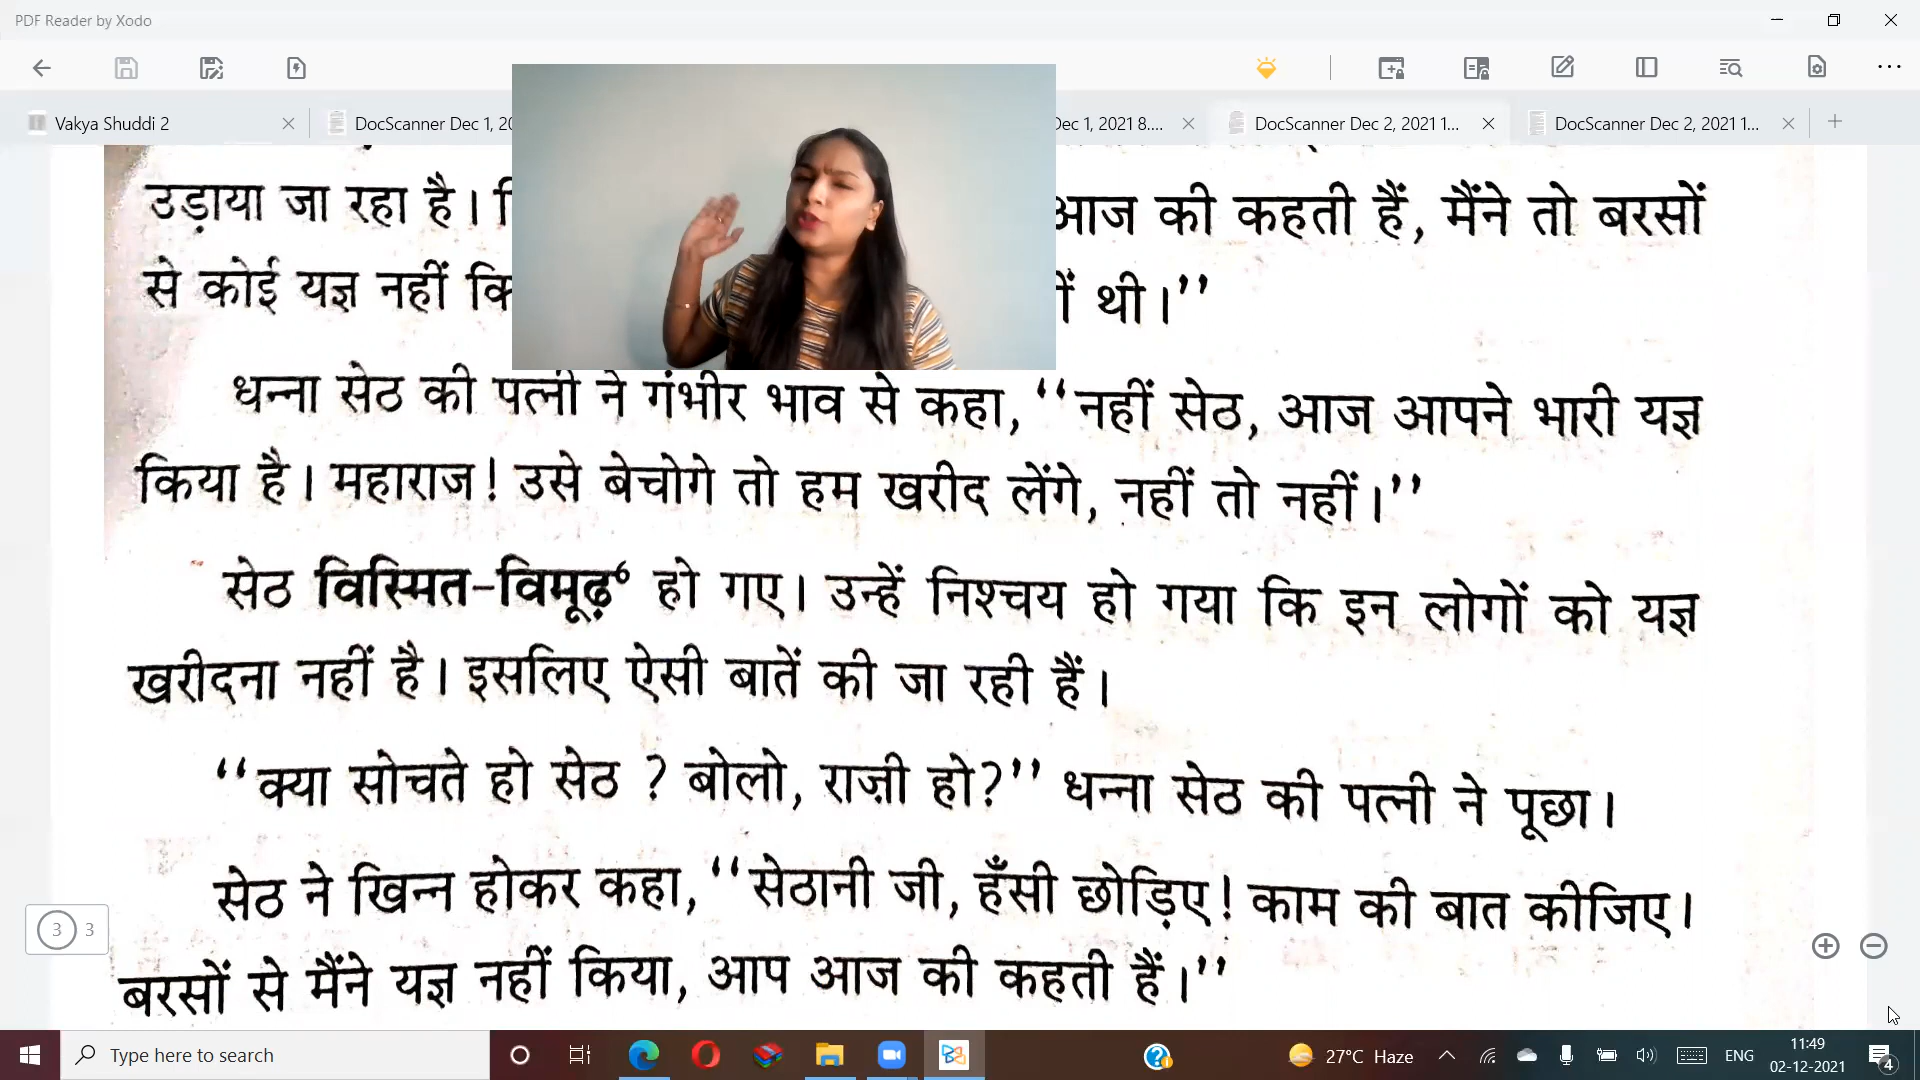 PDF Reader by Xodo
Vakya Shuddi 2
DocScanner Dec 1, 20
Dec 1, 2021 8....
DocScanner Dec 2, 2021 1...
DocScanner Dec 2, 2021 1...
उड़ाया जा रहा है। आज की कहती हैं, मैंने तो बरसों
से कोई यज्ञ नहीं थी।”
धन्ना सेठ की पत्नी ने गंभीर भाव से कहा, “नहीं सेठ, आज आपने भारी यज्ञ
किया है। महाराज! उसे बेचोगे तो हम खरीद लेंगे, नहीं तो नहीं।”
सेठ विस्मित-विमूढ़⁶ हो गए। उन्हें निश्चय हो गया कि इन लोगों को यज्ञ
खरीदना नहीं है। इसलिए ऐसी बातें की जा रही हैं।
“क्या सोचते हो सेठ ? बोलो, राज़ी हो?” धन्ना सेठ की पत्नी ने पूछा।
सेठ ने खिन्न होकर कहा, “सेठानी जी, हँसी छोड़िए! काम की बात कीजिए।
बरसों से मैंने यज्ञ नहीं किया, आप आज की कहती हैं।”
3 3
Type here to search
27°C Haze
ENG
11:49
02-12-2021
4